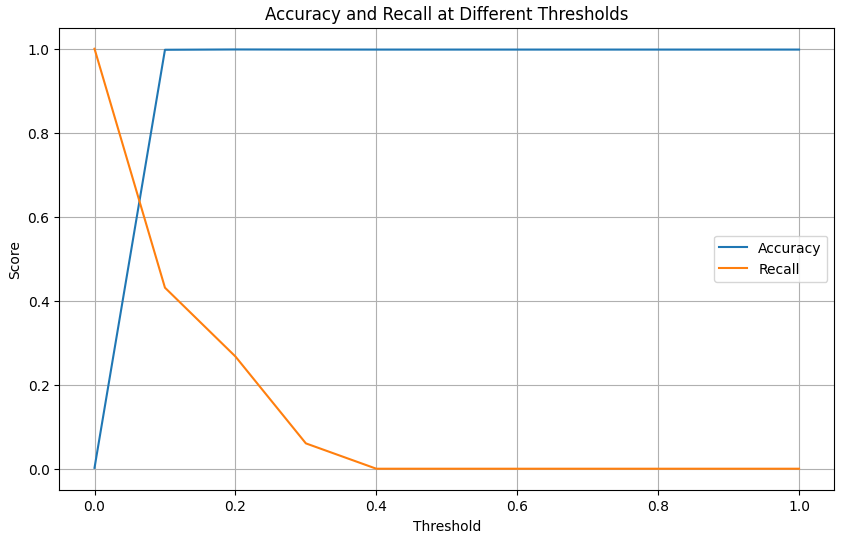 Accuracy and Recall at Different Thresholds
1.0
0.8
0.6
0.4
0.2
0.0
Score
Accuracy
Recall
0.0 0.2 0.4 0.6 0.8 1.0
Threshold